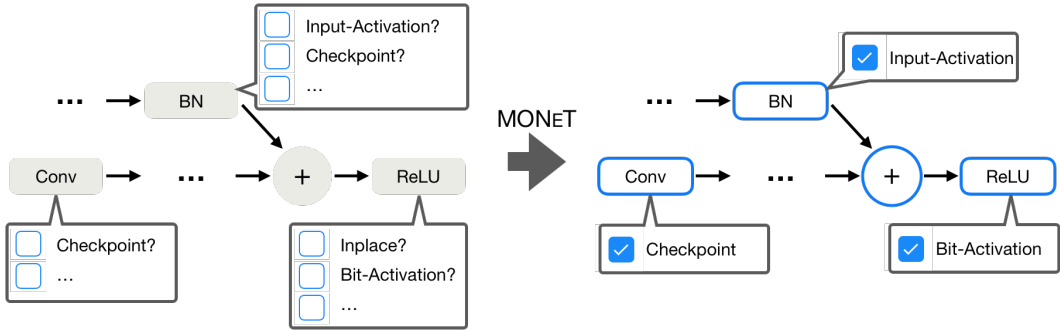 Input-Activation?
Checkpoint?
...
... BN
Conv ... + ReLU
Checkpoint?
...
Inplace?
Bit-Activation?
...
MONET
Input-Activation
... BN
Conv ... + ReLU
Checkpoint
Bit-Activation